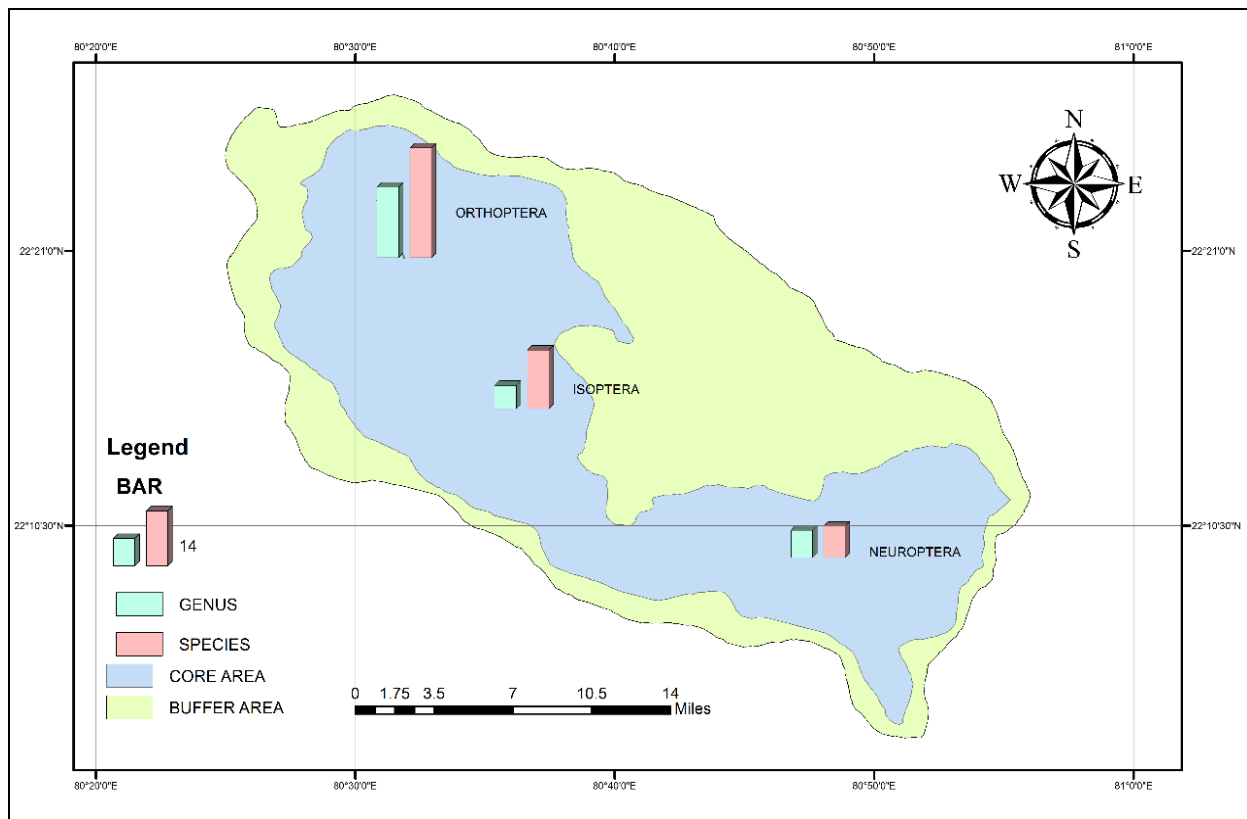 80°20'0"E 80°30'0"E 80°40'0"E 80°50'0"E 81°0'0"E
N
W E
S
ORTHOPTERA
22°21'0"N 22°21'0"N
ISOPTERA
Legend
BAR
14
22°10'30"N 22°10'30"N
NEUROPTERA
GENUS
SPECIES
CORE AREA
BUFFER AREA
0 1.75 3.5 7 10.5 14
Miles
80°20'0"E 80°30'0"E 80°40'0"E 80°50'0"E 81°0'0"E